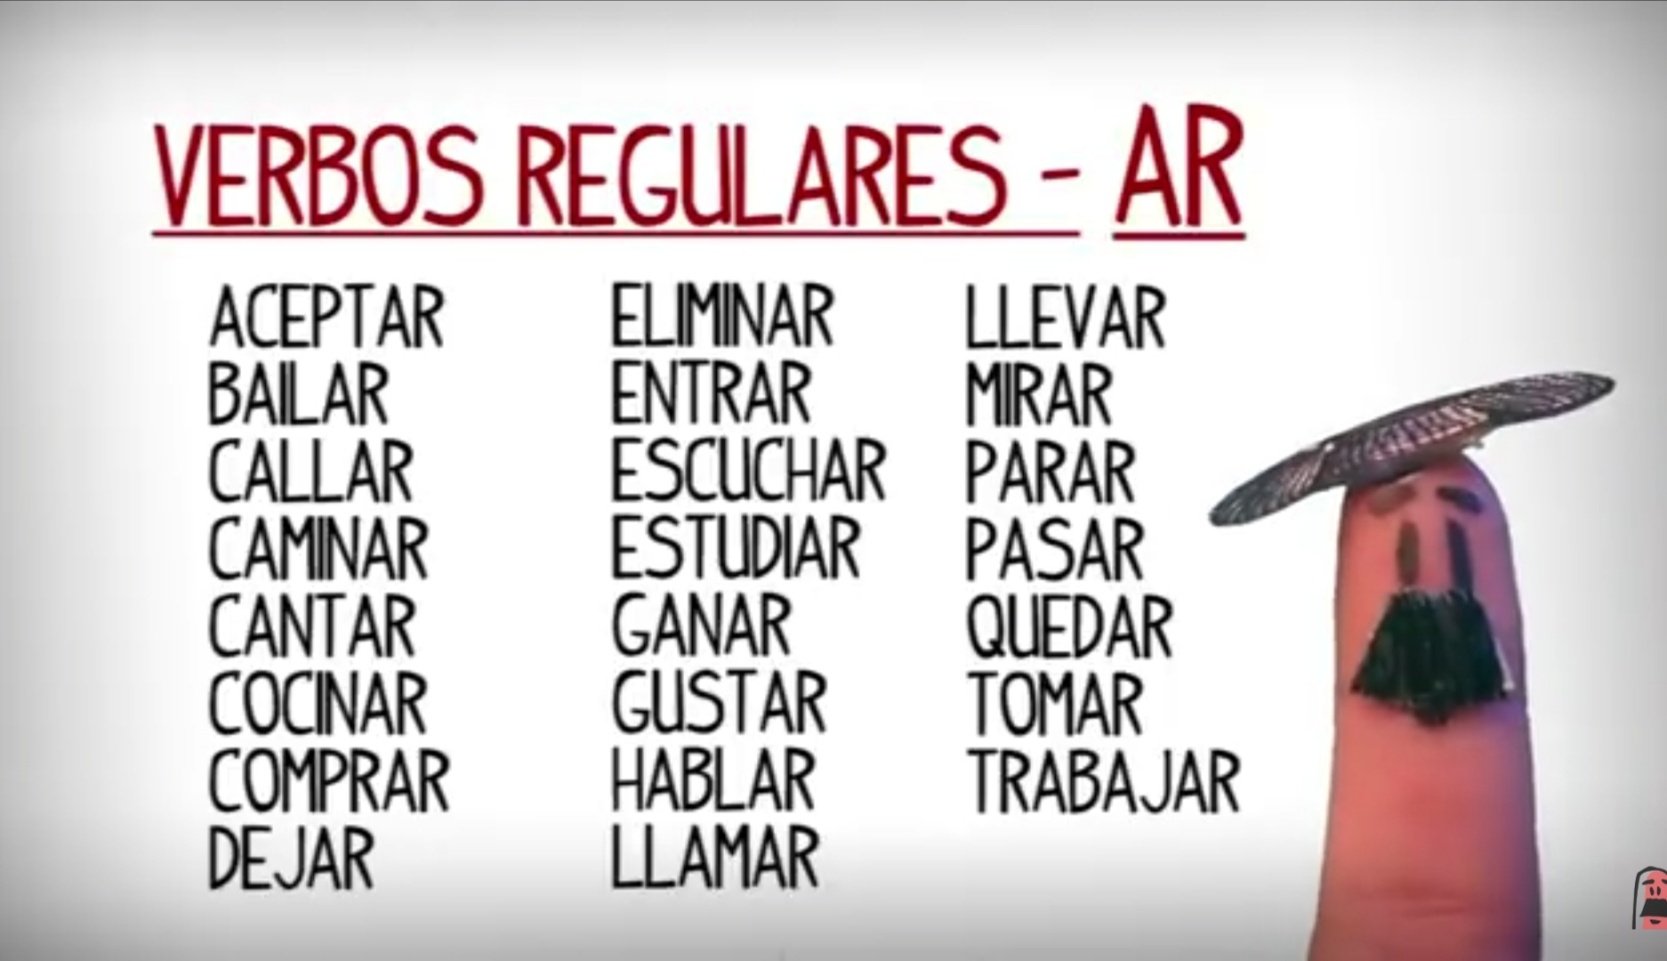 VERBOS REGULARES - AR
ACEPTAR
BAILAR
CALLAR
CAMINAR
CANTAR
COCINAR
COMPRAR
DEJAR
ELIMINAR
ENTRAR
ESCUCHAR
ESTUDIAR
GANAR
GUSTAR
HABLAR
LLAMAR
LLEVAR
MIRAR
PARAR
PASAR
QUEDAR
TOMAR
TRABAJAR